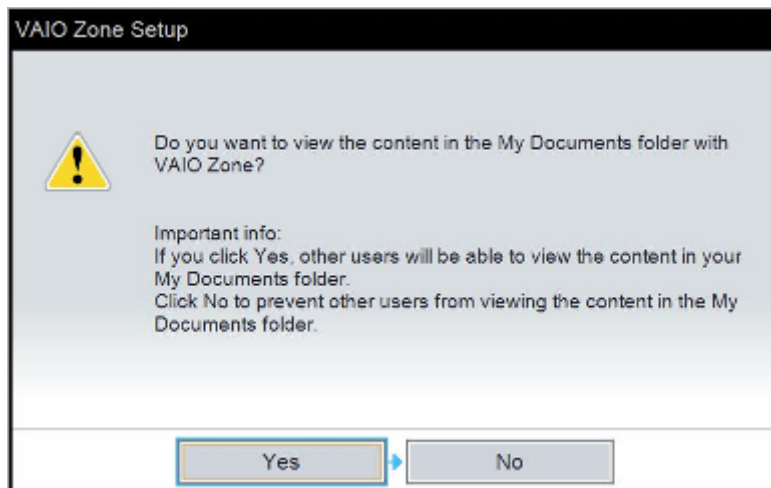 VAIO Zone Setup
Do you want to view the content in the My Documents folder with
VAIO Zone?
Important info:
If you click Yes, other users will be able to view the content in your
My Documents folder.
Click No to prevent other users from viewing the content in the My
Documents folder.
Yes
No